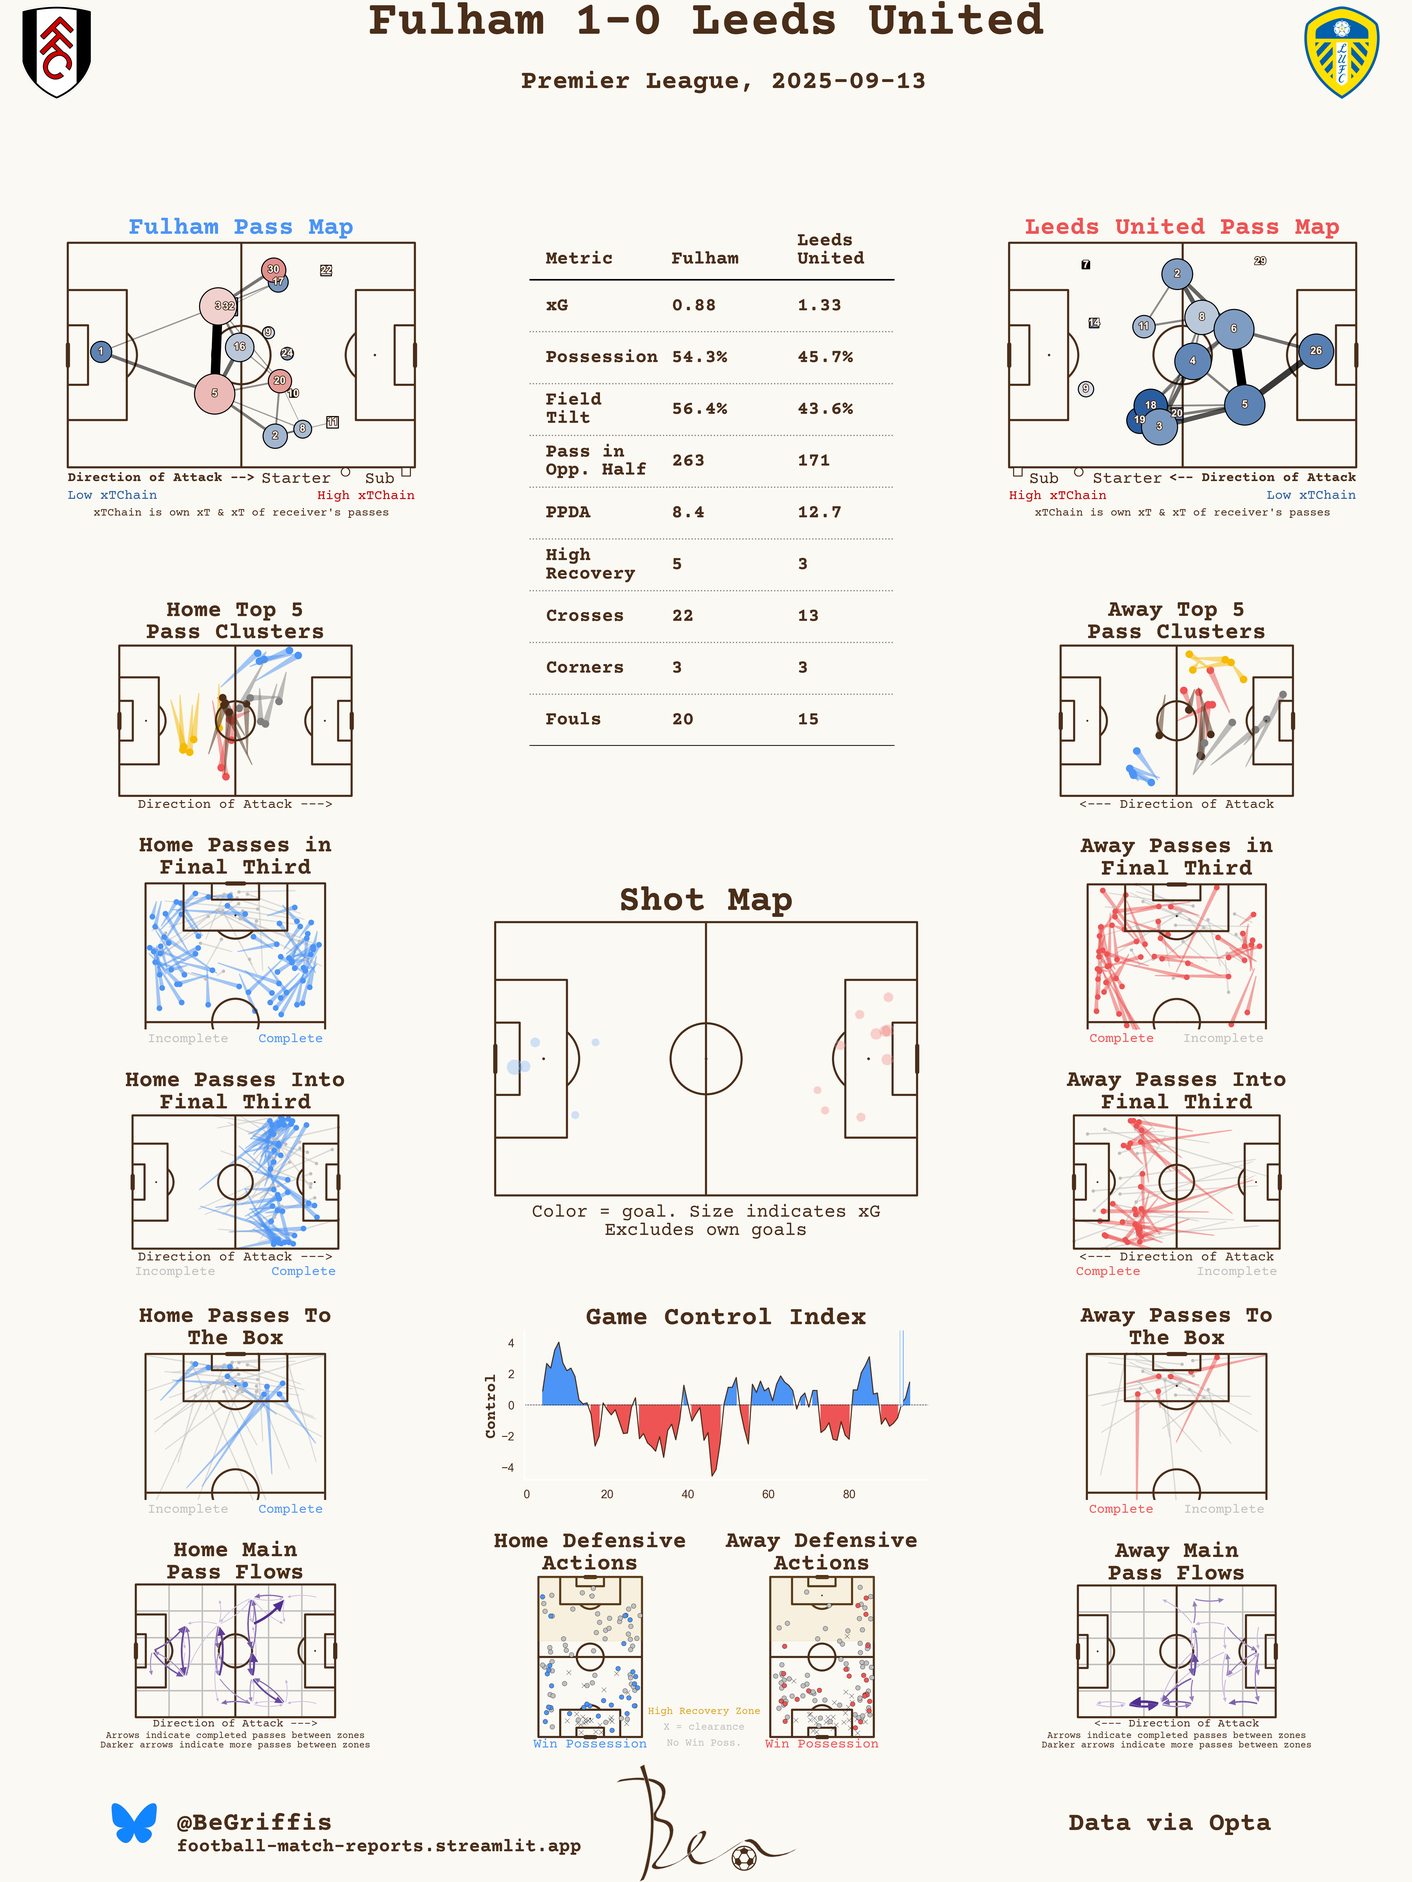 Fulham 1-0 Leeds United
Premier League, 2025-09-13
LUFC
Fulham Pass Map
1
3
32
5
16
30
17
22
9
24
20
10
2
8
11
Direction of Attack -->
Starter
Sub
Low xTChain
High xTChain
xTChain is own xT & xT of receiver's passes
Metric Fulham Leeds
United
xG 0.88 1.33
Possession 54.3% 45.7%
Field
Tilt 56.4% 43.6%
Pass in
Opp. Half 263 171
PPDA 8.4 12.7
High
Recovery 5 3
Crosses 22 13
Corners 3 3
Fouls 20 15
Leeds United Pass Map
7
29
2
14
11
8
6
4
26
9
18
19
3
20
5
Sub
Starter
<-- Direction of Attack
High xTChain
Low xTChain
xTChain is own xT & xT of receiver's passes
Home Top 5
Pass Clusters
Direction of Attack --->
Away Top 5
Pass Clusters
<--- Direction of Attack
Home Passes in
Final Third
Incomplete
Complete
Shot Map
Color = goal. Size indicates xG
Excludes own goals
Away Passes in
Final Third
Complete
Incomplete
Home Passes Into
Final Third
Direction of Attack --->
Incomplete
Complete
Away Passes Into
Final Third
<--- Direction of Attack
Complete
Incomplete
Home Passes To
The Box
Incomplete
Complete
Game Control Index
Control
4
2
0
−2
−4
0
20
40
60
80
Away Passes To
The Box
Complete
Incomplete
Home Main
Pass Flows
Direction of Attack --->
Arrows indicate completed passes between zones
Darker arrows indicate more passes between zones
Home Defensive
Actions
Win Possession
High Recovery Zone
X = clearance
No Win Poss.
Away Defensive
Actions
Win Possession
Away Main
Pass Flows
<--- Direction of Attack
Arrows indicate completed passes between zones
Darker arrows indicate more passes between zones
@BeGriffis
football-match-reports.streamlit.app
Ben
Data via Opta